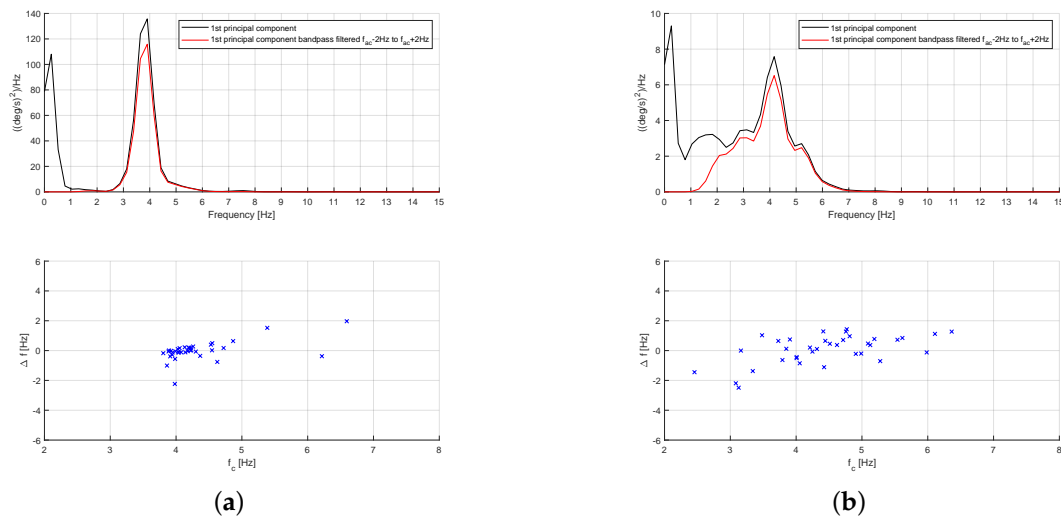 140
120
100
80
60
40
20
0
((deg/s)²)/Hz
1st principal component
1st principal component bandpass filtered f_ac-2Hz to f_ac+2Hz
0 1 2 3 4 5 6 7 8 9 10 11 12 13 14 15
Frequency [Hz]
10
8
6
4
2
0
((deg/s)²)/Hz
1st principal component
1st principal component bandpass filtered f_ac-2Hz to f_ac+2Hz
0 1 2 3 4 5 6 7 8 9 10 11 12 13 14 15
Frequency [Hz]
6
4
2
0
-2
-4
-6
Δ f [Hz]
2 3 4 5 6 7 8
f_c [Hz]
6
4
2
0
-2
-4
-6
Δ f [Hz]
2 3 4 5 6 7 8
f_c [Hz]
(a)
(b)